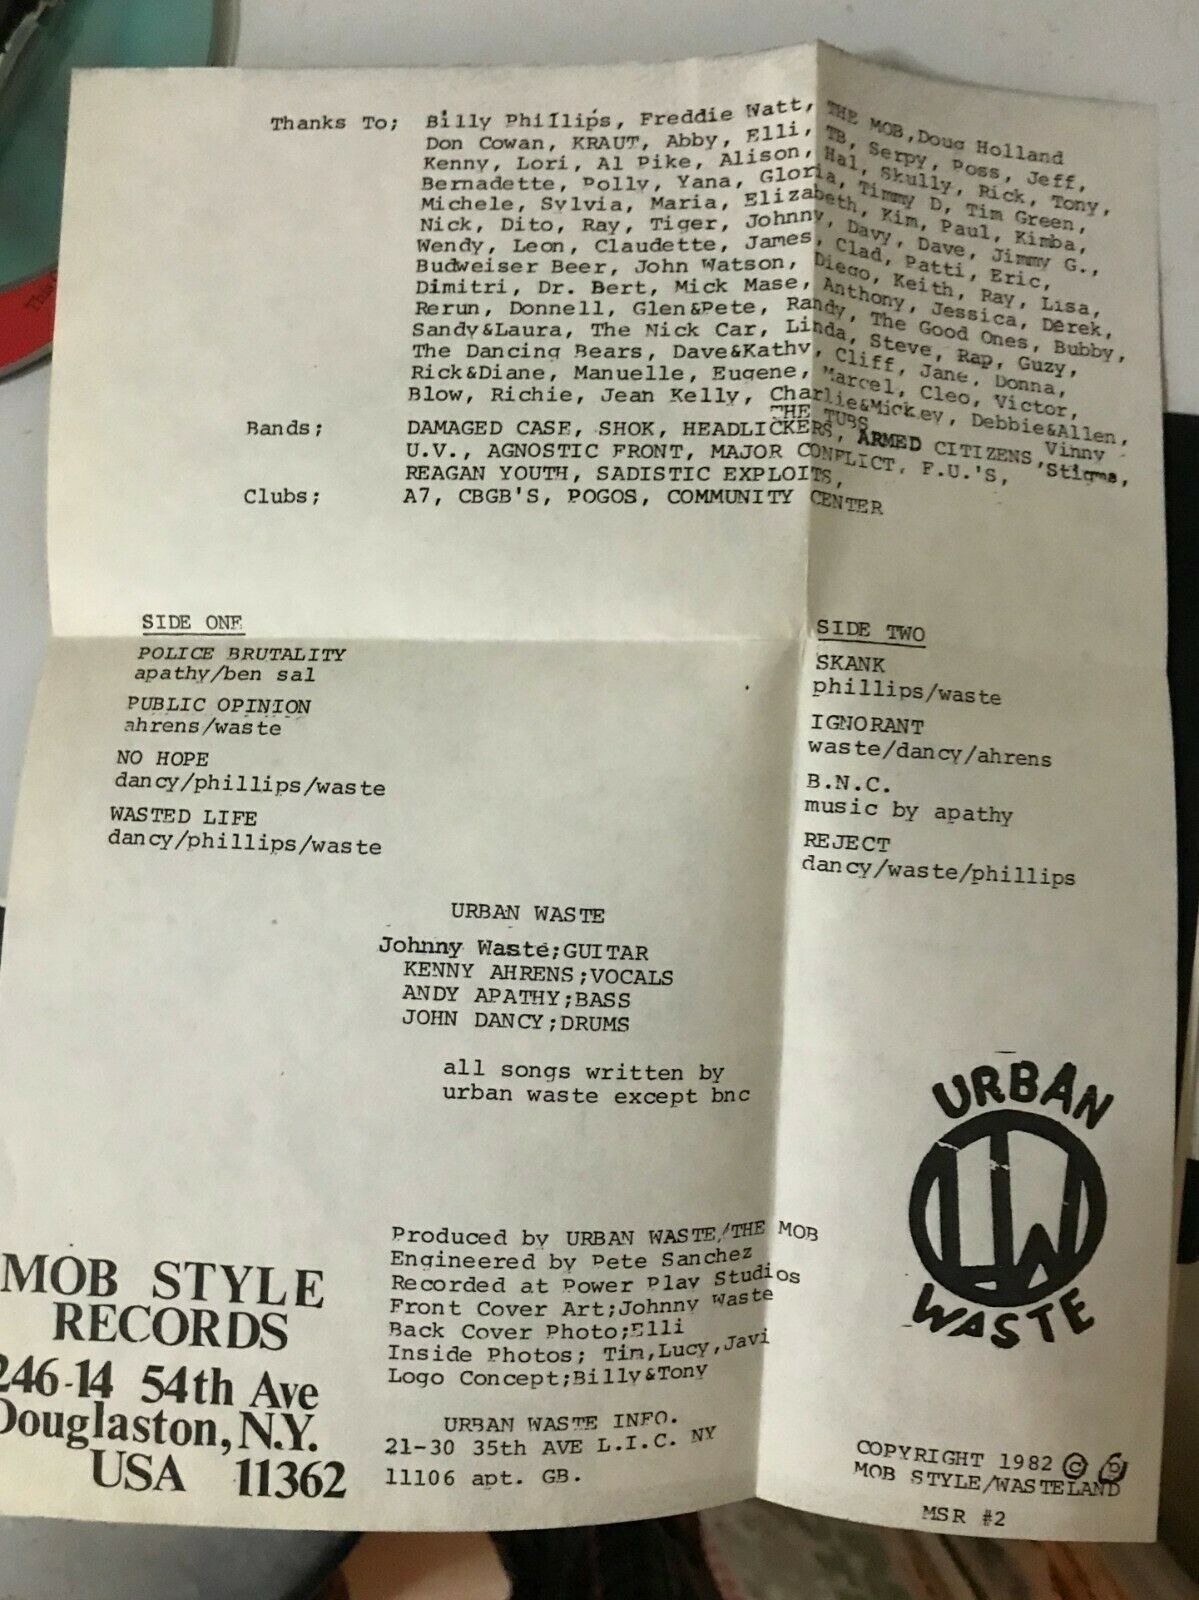 Thanks To; Billy Phillips, Freddie Watt, THE MOB,Doug Holland
Don Cowan, KRAUT, Abby, Elli, TB, Serpy, Poss, Jeff,
Kenny, Lori, Al Pike, Alison, Hal, Skully, Rick, Tony,
Bernadette, Polly, Yana, Gloria, Timmy D, Tim Green,
Michele, Sylvia, Maria, Elizabeth, Kim, Paul, Kimba,
Nick, Dito, Ray, Tiger, Johnny, Davy, Dave, Jimmy G.,
Wendy, Leon, Claudette, James, Clad, Patti, Eric,
Budweiser Beer, John Watson, Diego, Keith, Ray, Lisa,
Dimitri, Dr. Bert, Mick Mase, Anthony, Jessica, Derek,
Rerun, Donnell, Glen&Pete, Randy, The Good Ones, Bubby,
Sandy&Laura, The Nick Car, Linda, Steve, Rap, Guzy,
The Dancing Bears, Dave&Kathy, Cliff, Jane, Donna,
Rick&Diane, Manuelle, Eugene, Marcel, Cleo, Victor,
Blow, Richie, Jean Kelly, Charlie&Mickey, Debbie&Allen,
THE TUBS Vinny
Bands; DAMAGED CASE, SHOK, HEADLICKERS, ARMED CITIZENS, Stigma,
U.V., AGNOSTIC FRONT, MAJOR CONFLICT, F.U.'S,
REAGAN YOUTH, SADISTIC EXPLOITS,
Clubs; A7, CBGB'S, POGOS, COMMUNITY CENTER
SIDE ONE
POLICE BRUTALITY
apathy/ben sal
PUBLIC OPINION
ahrens/waste
NO HOPE
dancy/phillips/waste
WASTED LIFE
dancy/phillips/waste
SIDE TWO
SKANK
phillips/waste
IGNORANT
waste/dancy/ahrens
B.N.C.
music by apathy
REJECT
dancy/waste/phillips
URBAN WASTE
Johnny Waste;GUITAR
KENNY AHRENS;VOCALS
ANDY APATHY;BASS
JOHN DANCY;DRUMS
all songs written by
urban waste except bnc
URBAN
UW
WASTE
Produced by URBAN WASTE/THE MOB
Engineered by Pete Sanchez
Recorded at Power Play Studios
Front Cover Art;Johnny Waste
Back Cover Photo;Elli
Inside Photos; Tim,Lucy,Javi
Logo Concept;Billy&Tony
URBAN WASTE INFO.
21-30 35th AVE L.I.C. NY
11106 apt. GB.
MOB STYLE
RECORDS
246-14 54th Ave
Douglaston, N.Y.
USA 11362
COPYRIGHT 1982 © ℗
MOB STYLE/WASTELAND
MSR #2